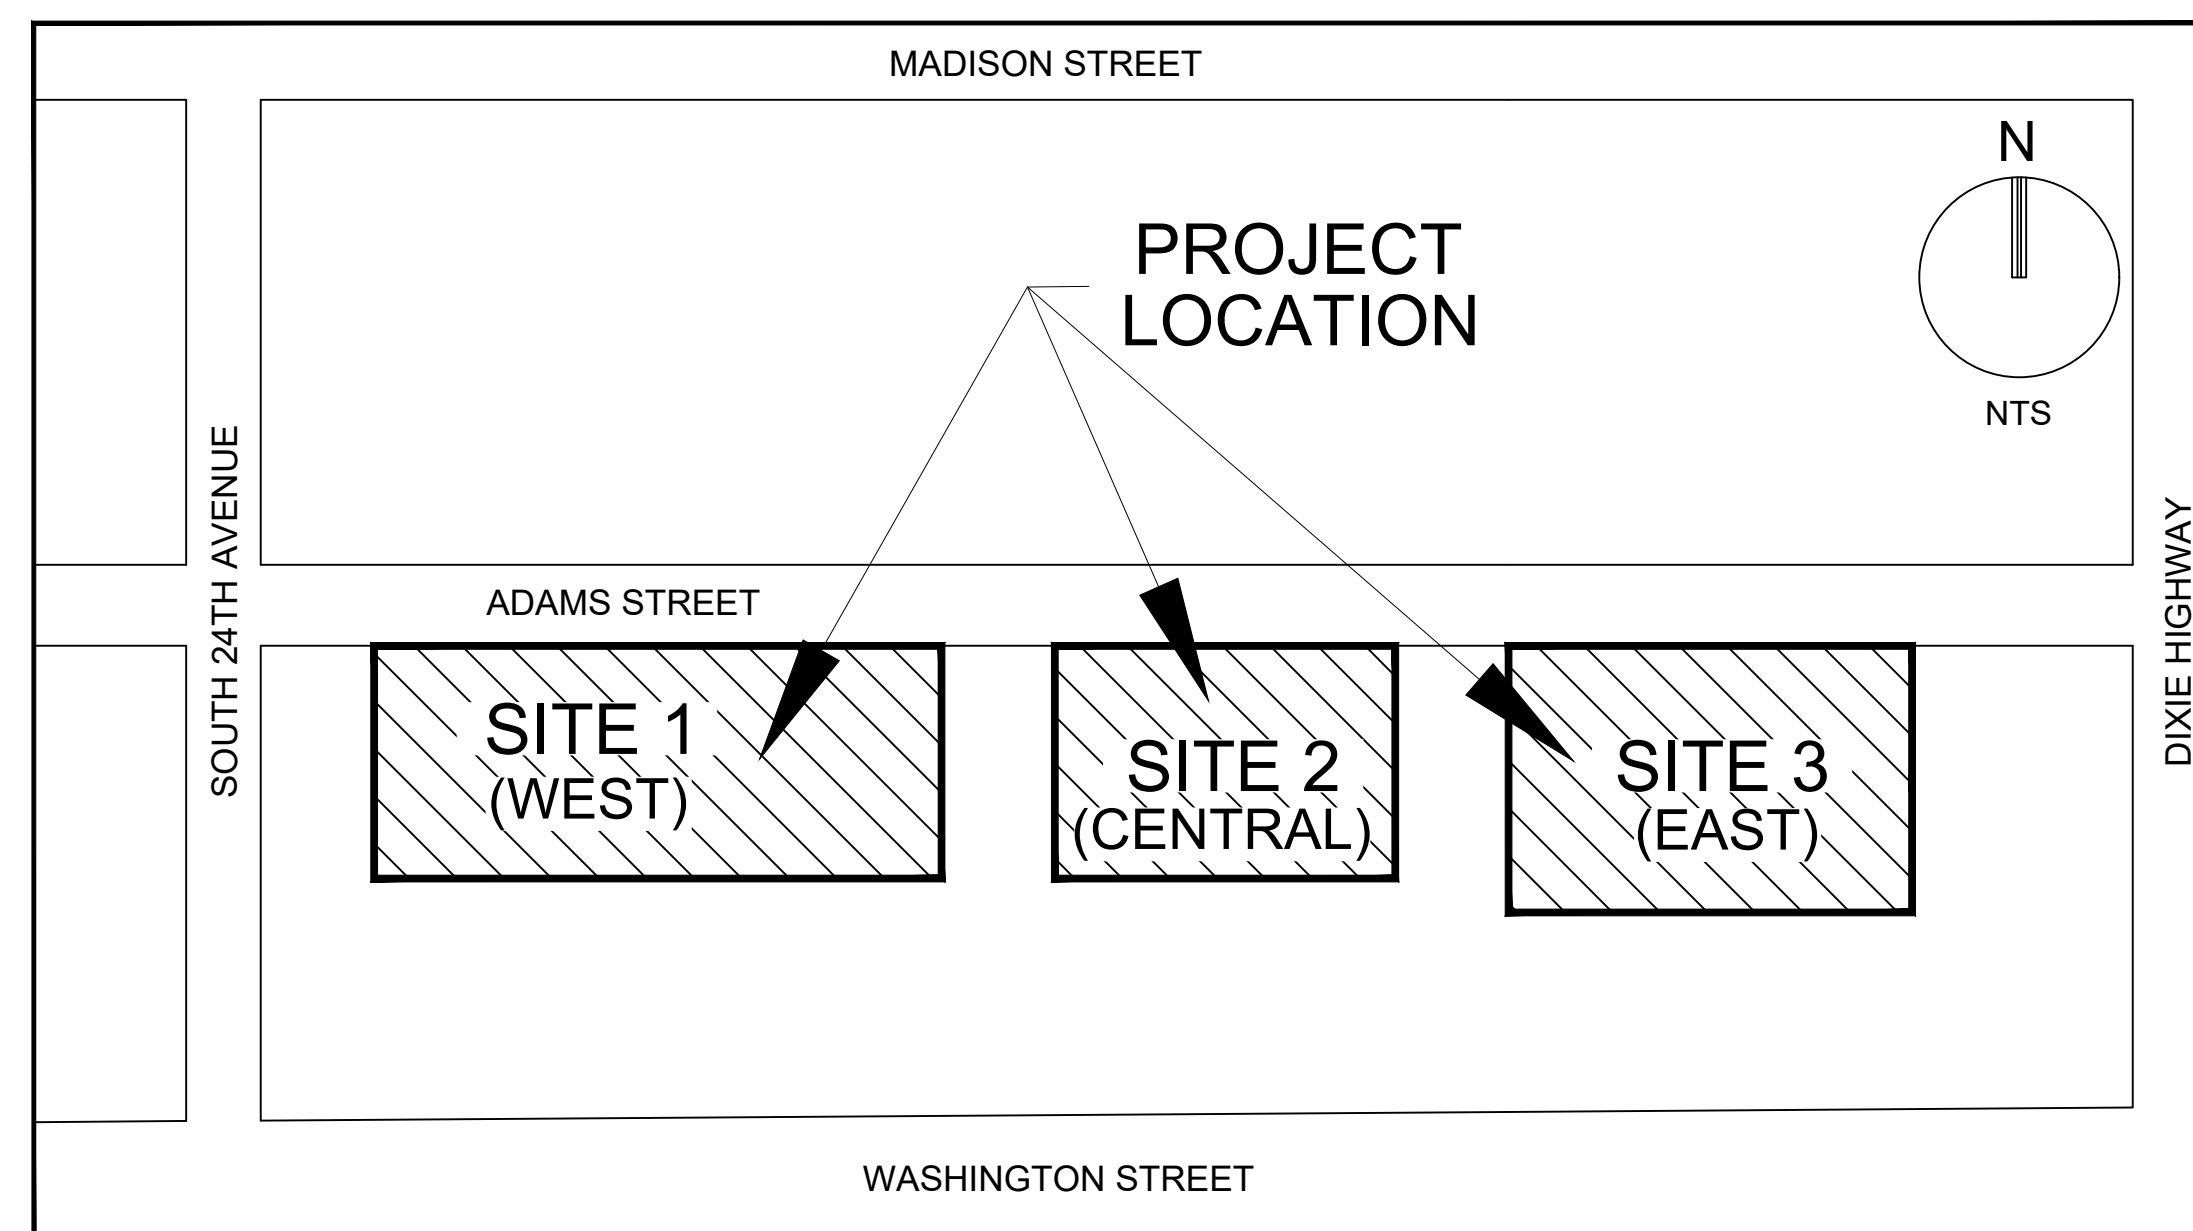 MADISON STREET
N
PROJECT
LOCATION
NTS
SOUTH 24TH AVENUE
ADAMS STREET
DIXIE HIGHWAY
SITE 1
(WEST)
SITE 2
(CENTRAL)
SITE 3
(EAST)
WASHINGTON STREET